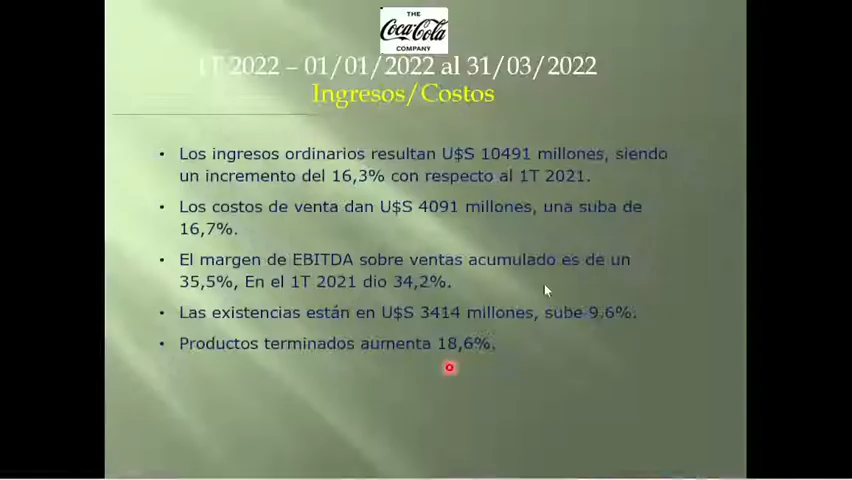 THE
Coca-Cola
COMPANY
1T 2022 – 01/01/2022 al 31/03/2022
Ingresos/Costos
• Los ingresos ordinarios resultan U$S 10491 millones, siendo
un incremento del 16,3% con respecto al 1T 2021.
• Los costos de venta dan U$S 4091 millones, una suba de
16,7%.
• El margen de EBITDA sobre ventas acumulado es de un
35,5%, En el 1T 2021 dio 34,2%.
• Las existencias están en U$S 3414 millones, sube 9.6%.
• Productos terminados aumenta 18,6%.